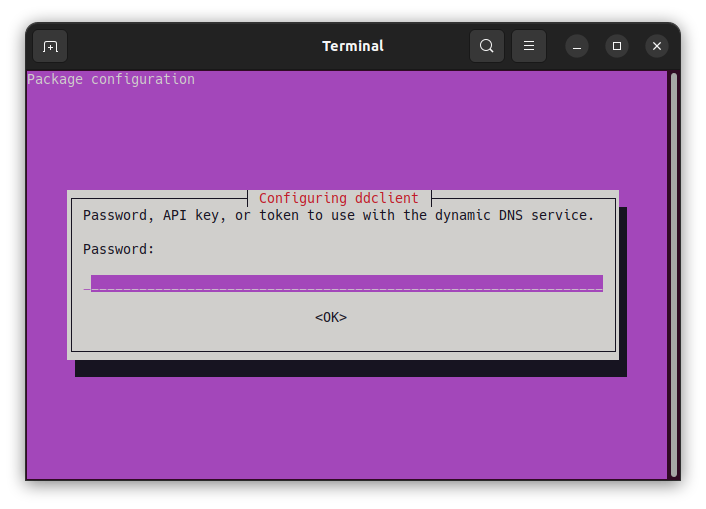 Terminal
Package configuration
Configuring ddclient
Password, API key, or token to use with the dynamic DNS service.
Password:
<OK>